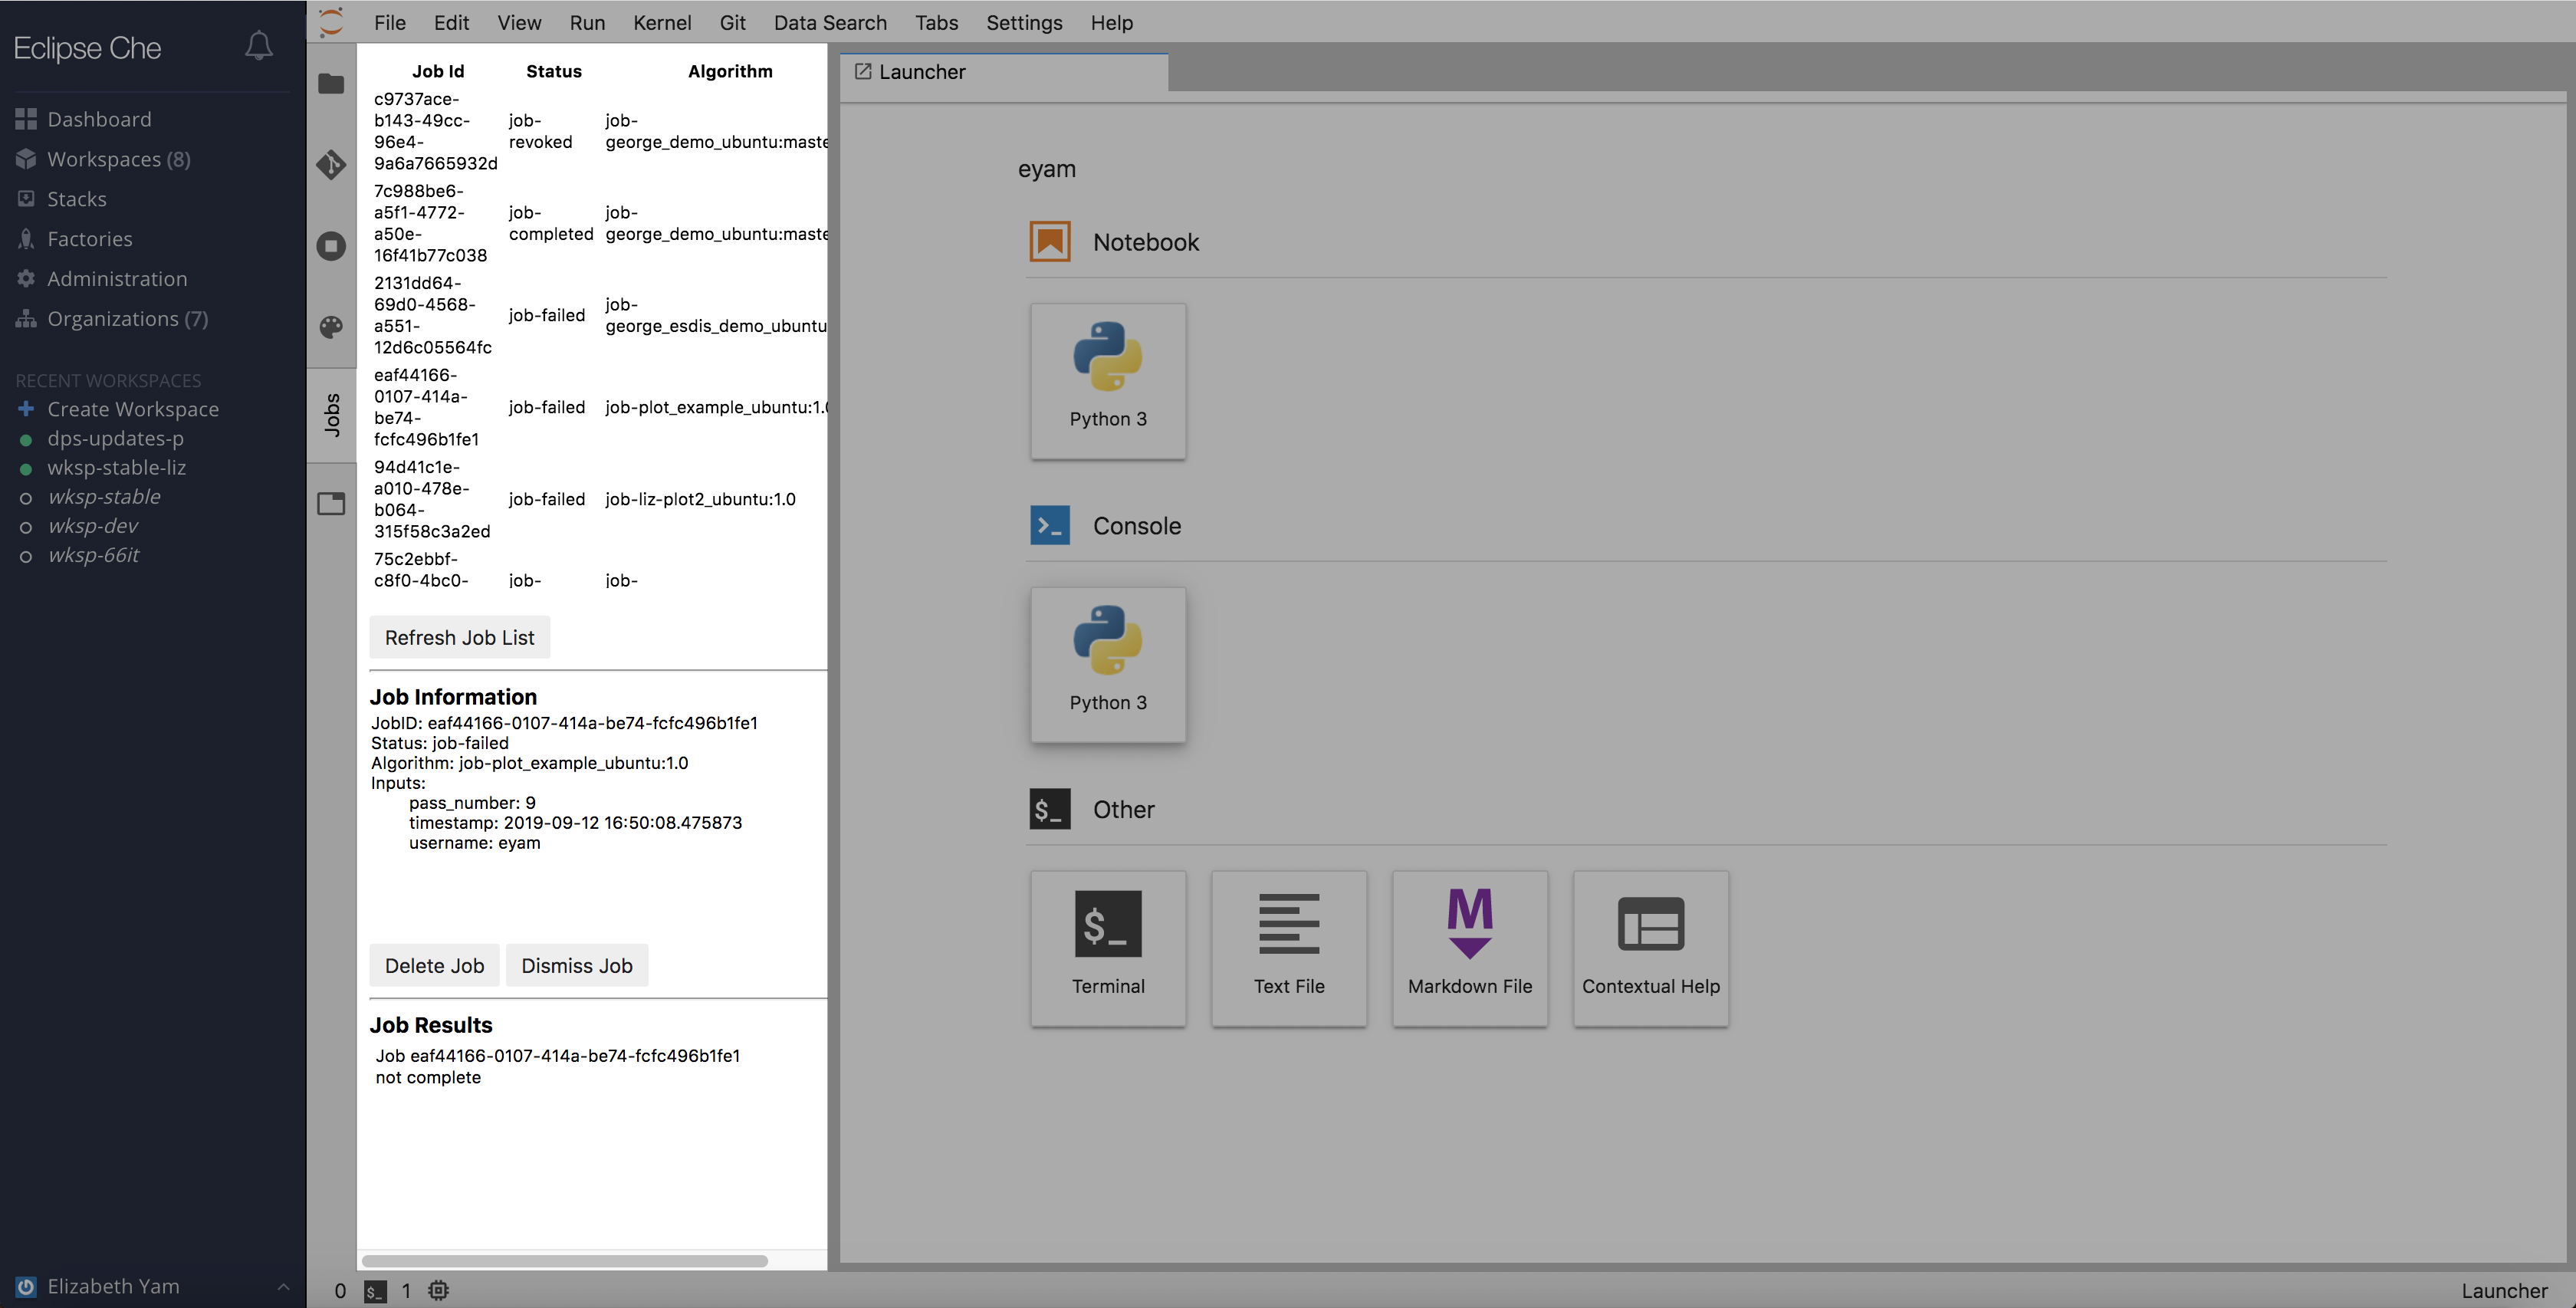 Eclipse Che
Dashboard
Workspaces (8)
Stacks
Factories
Administration
Organizations (7)
RECENT WORKSPACES
Create Workspace
dps-updates-p
wksp-stable-liz
wksp-stable
wksp-dev
wksp-66it
Elizabeth Yam
File Edit View Run Kernel Git Data Search Tabs Settings Help
Jobs
Job Id Status Algorithm
c9737ace-
b143-49cc-
96e4-
9a6a7665932d
job-
revoked
job-
george_demo_ubuntu:maste
7c988be6-
a5f1-4772-
a50e-
16f41b77c038
job-
completed
job-
george_demo_ubuntu:maste
2131dd64-
69d0-4568-
a551-
12d6c05564fc
job-failed
job-
george_esdis_demo_ubuntu
eaf44166-
0107-414a-
be74-
fcfc496b1fe1
job-failed
job-plot_example_ubuntu:1.0
94d41c1e-
a010-478e-
b064-
315f58c3a2ed
job-failed
job-liz-plot2_ubuntu:1.0
75c2ebbf-
c8f0-4bc0-
job-
job-
Refresh Job List
Job Information
JobID: eaf44166-0107-414a-be74-fcfc496b1fe1
Status: job-failed
Algorithm: job-plot_example_ubuntu:1.0
Inputs:
pass_number: 9
timestamp: 2019-09-12 16:50:08.475873
username: eyam
Delete Job Dismiss Job
Job Results
Job eaf44166-0107-414a-be74-fcfc496b1fe1
not complete
Launcher
eyam
Notebook
Python 3
Console
Python 3
$_ Other
$_
Terminal
Text File
M
Markdown File
Contextual Help
0 $_ 1
Launcher